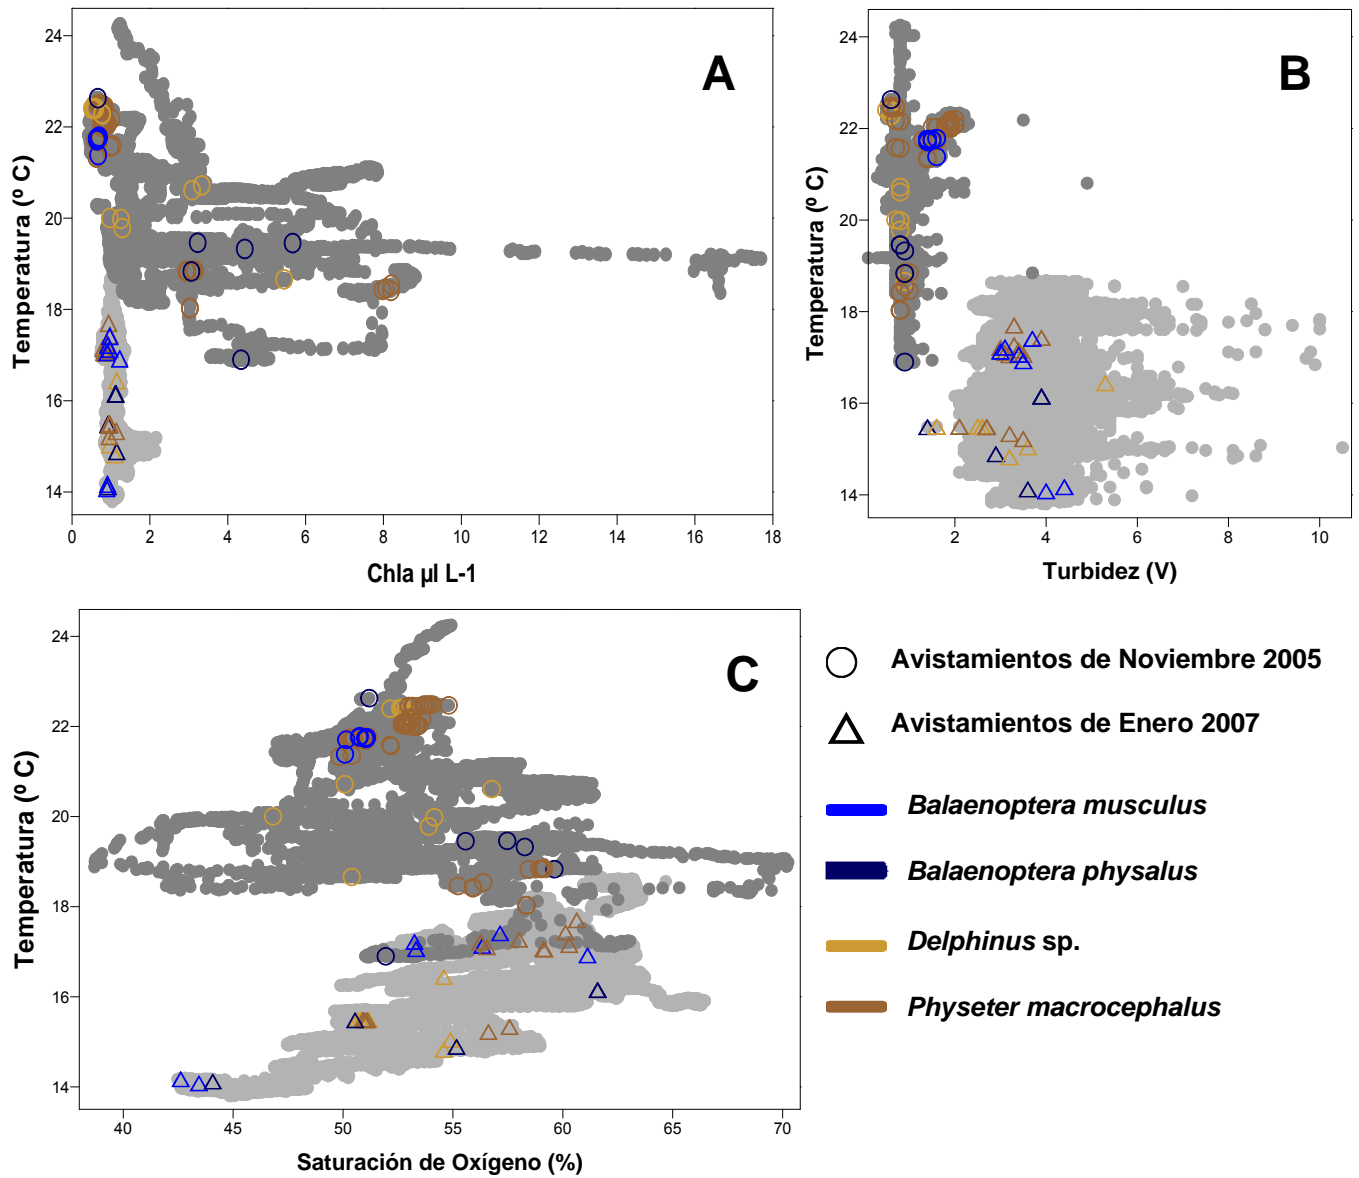 A
Temperatura (º C)
24
22
20
18
16
14
0 2 4 6 8 10 12 14 16 18
Chla µl L-1
B
Temperatura (º C)
24
22
20
18
16
14
2 4 6 8 10
Turbidez (V)
C
Temperatura (º C)
24
22
20
18
16
14
40 45 50 55 60 65 70
Saturación de Oxígeno (%)
Avistamientos de Noviembre 2005
Avistamientos de Enero 2007
Balaenoptera musculus
Balaenoptera physalus
Delphinus sp.
Physeter macrocephalus